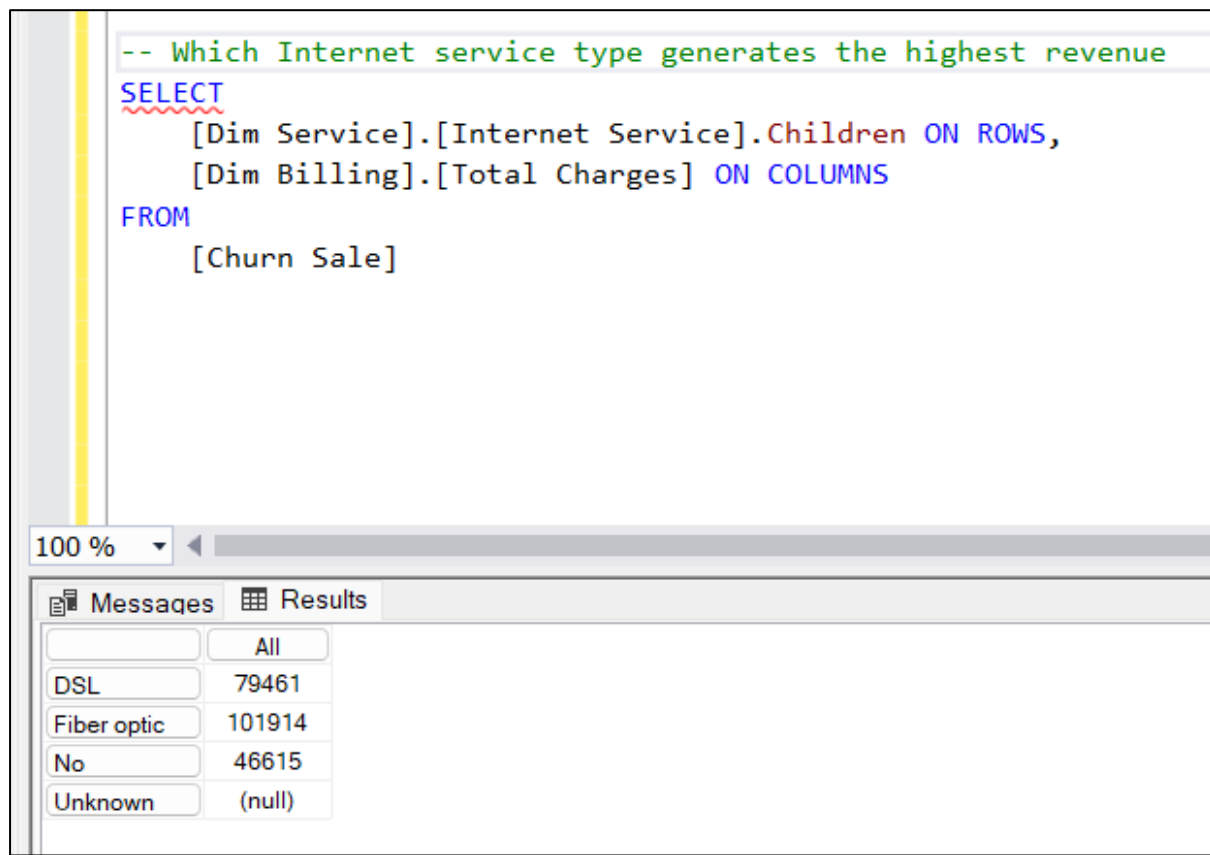 -- Which Internet service type generates the highest revenue
SELECT
[Dim Service].[Internet Service].Children ON ROWS,
[Dim Billing].[Total Charges] ON COLUMNS
FROM
[Churn Sale]
100 %
Messages Results
All
DSL 79461
Fiber optic 101914
No 46615
Unknown (null)